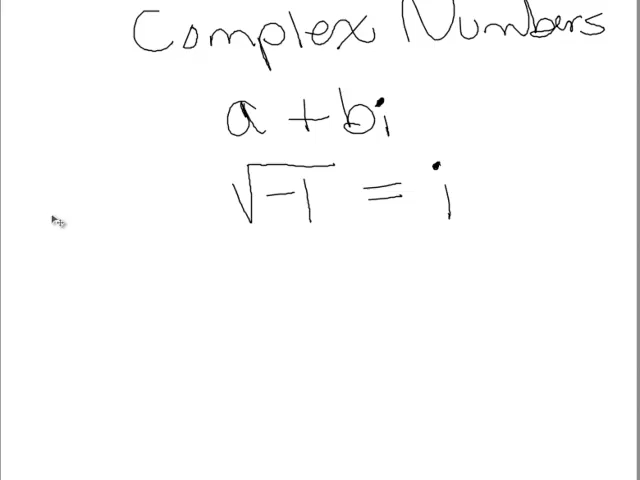 Complex Numbers
a + bi
√-1 = i